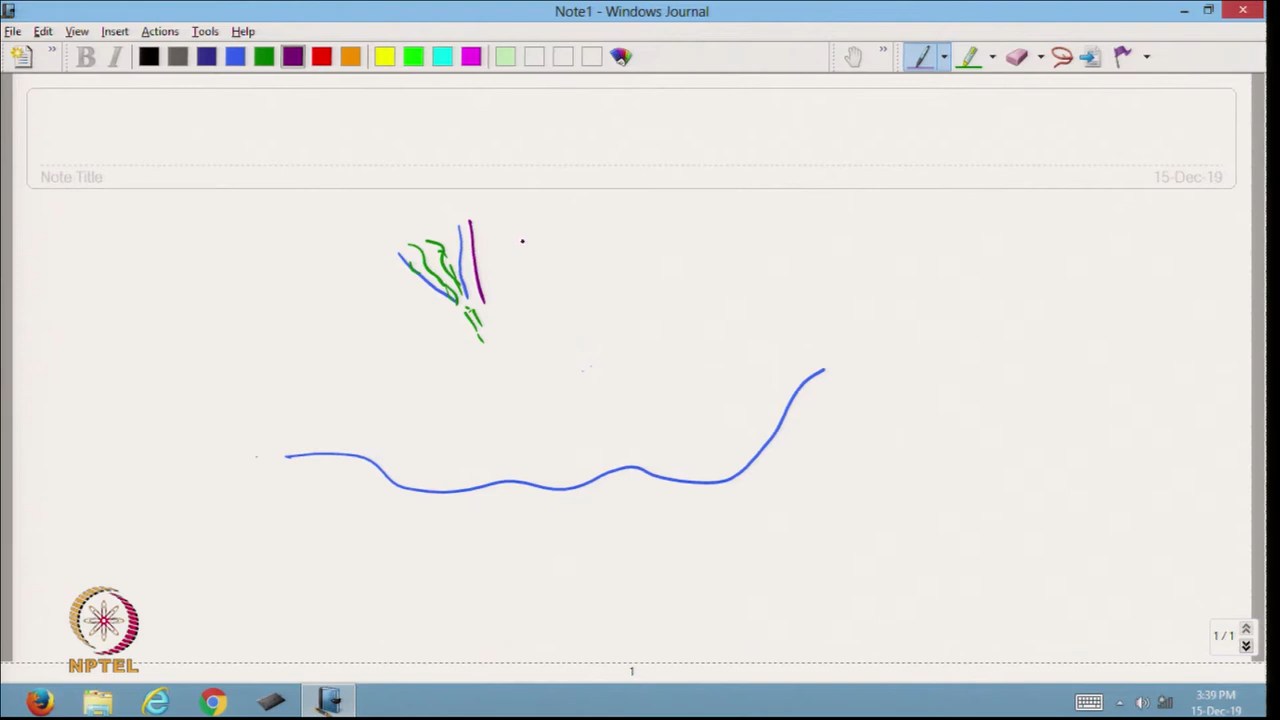 Note1 - Windows Journal
File Edit View Insert Actions Tools Help
B I
Note Title
15-Dec-19
NPTEL
1 / 1
1
3:39 PM
15-Dec-19